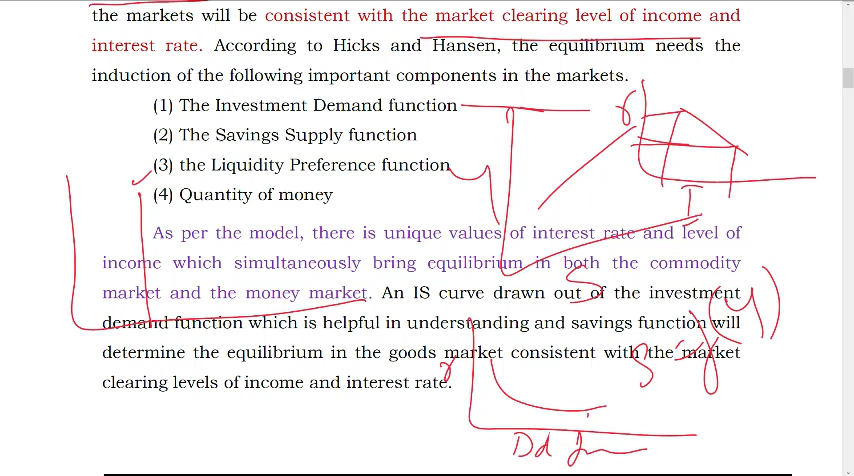 the markets will be consistent with the market clearing level of income and
interest rate. According to Hicks and Hansen, the equilibrium needs the
induction of the following important components in the markets.
(1) The Investment Demand function
(2) The Savings Supply function
(3) the Liquidity Preference function
(4) Quantity of money
r
I
As per the model, there is unique values of interest rate and level of
income which simultaneously bring equilibrium in both the commodity
market and the money market. An IS curve drawn out of the investment
demand function which is helpful in understanding and savings function will
determine the equilibrium in the goods market consistent with the market
clearing levels of income and interest rate.
S
S = f(y)
r
Dd for